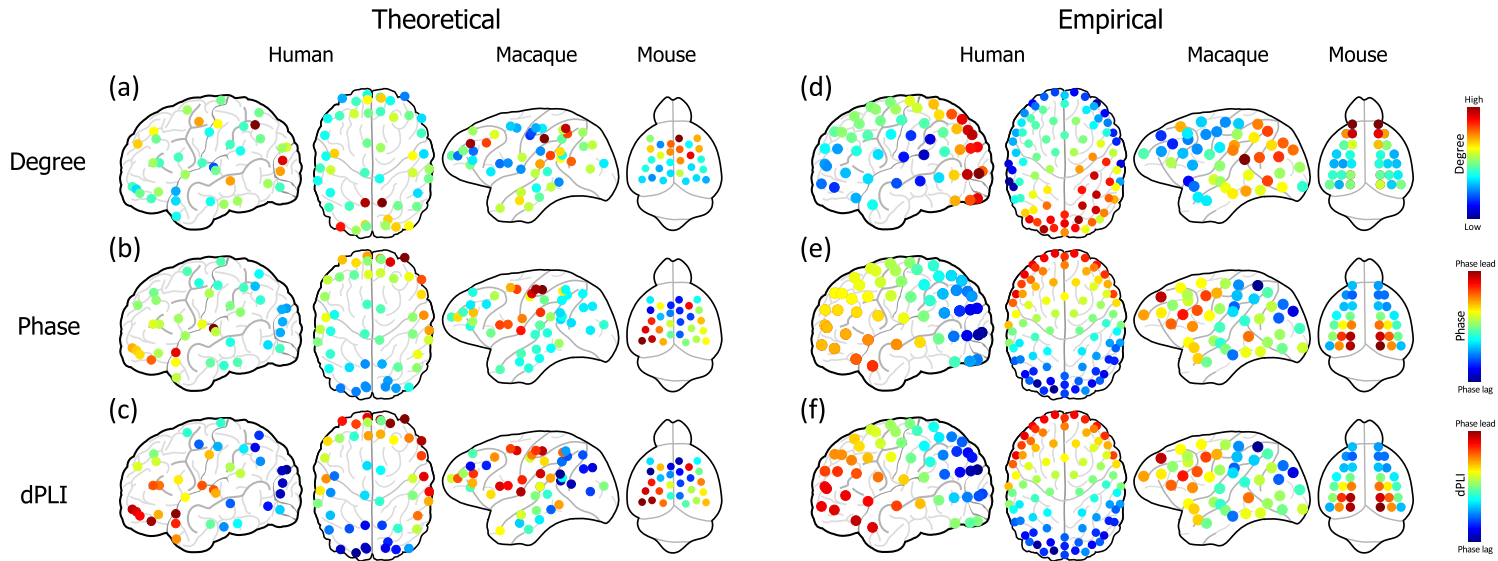 Theoretical Empirical
Human Macaque Mouse Human Macaque Mouse
(a) (d)
High
Degree Degree
Low
(b) (e)
Phase lead
Phase Phase
Phase lag
(c) (f)
Phase lead
dPLI dPLI
Phase lag